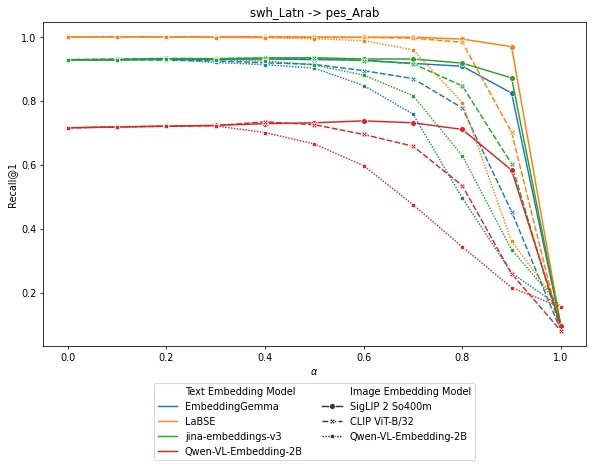 swh_Latn -> pes_Arab
Recall@1
1.0
0.8
0.6
0.4
0.2
0.0 0.2 0.4 0.6 0.8 1.0
α
Text Embedding Model Image Embedding Model
EmbeddingGemma SigLIP 2 So400m
LaBSE CLIP ViT-B/32
jina-embeddings-v3 Qwen-VL-Embedding-2B
Qwen-VL-Embedding-2B